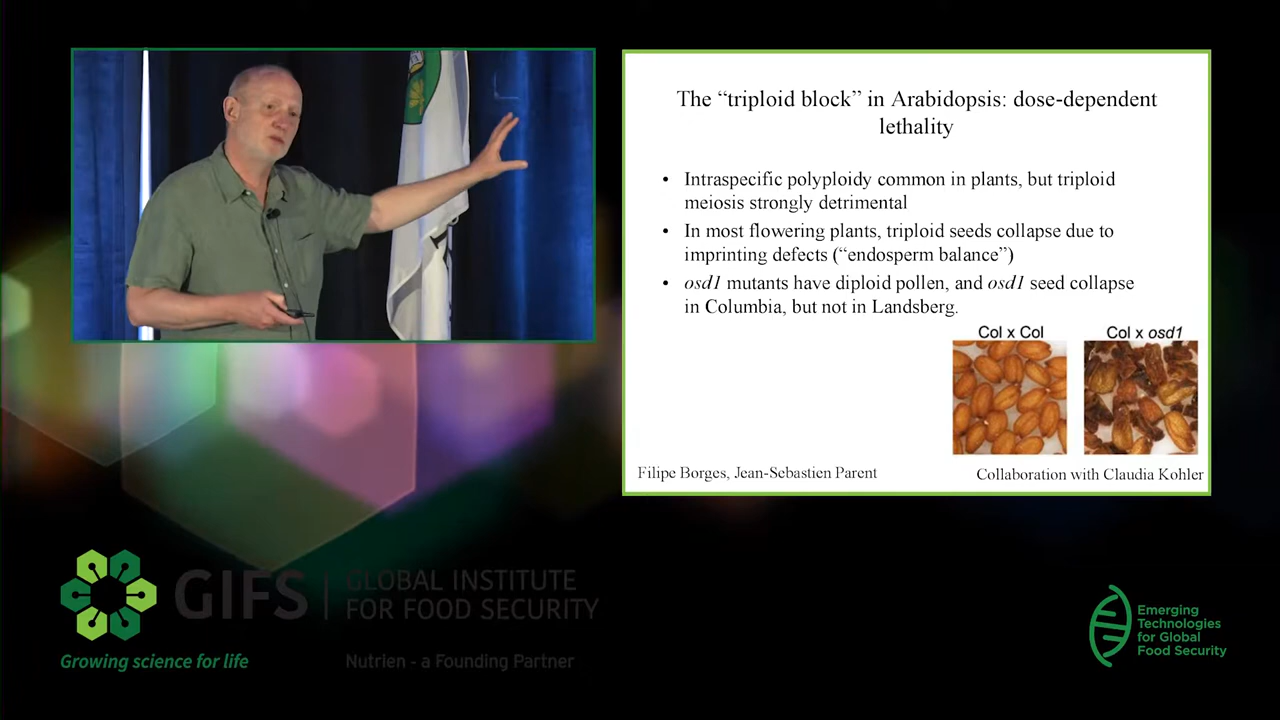 The “triploid block” in Arabidopsis: dose-dependent
lethality
• Intraspecific polyploidy common in plants, but triploid
meiosis strongly detrimental
• In most flowering plants, triploid seeds collapse due to
imprinting defects (“endosperm balance”)
• osd1 mutants have diploid pollen, and osd1 seed collapse
in Columbia, but not in Landsberg.
Col x Col
Col x osd1
Filipe Borges, Jean-Sebastien Parent
Collaboration with Claudia Kohler
GIFS
GLOBAL INSTITUTE
FOR FOOD SECURITY
Growing science for life
Nutrien - a Founding Partner
Emerging
Technologies
for Global
Food Security